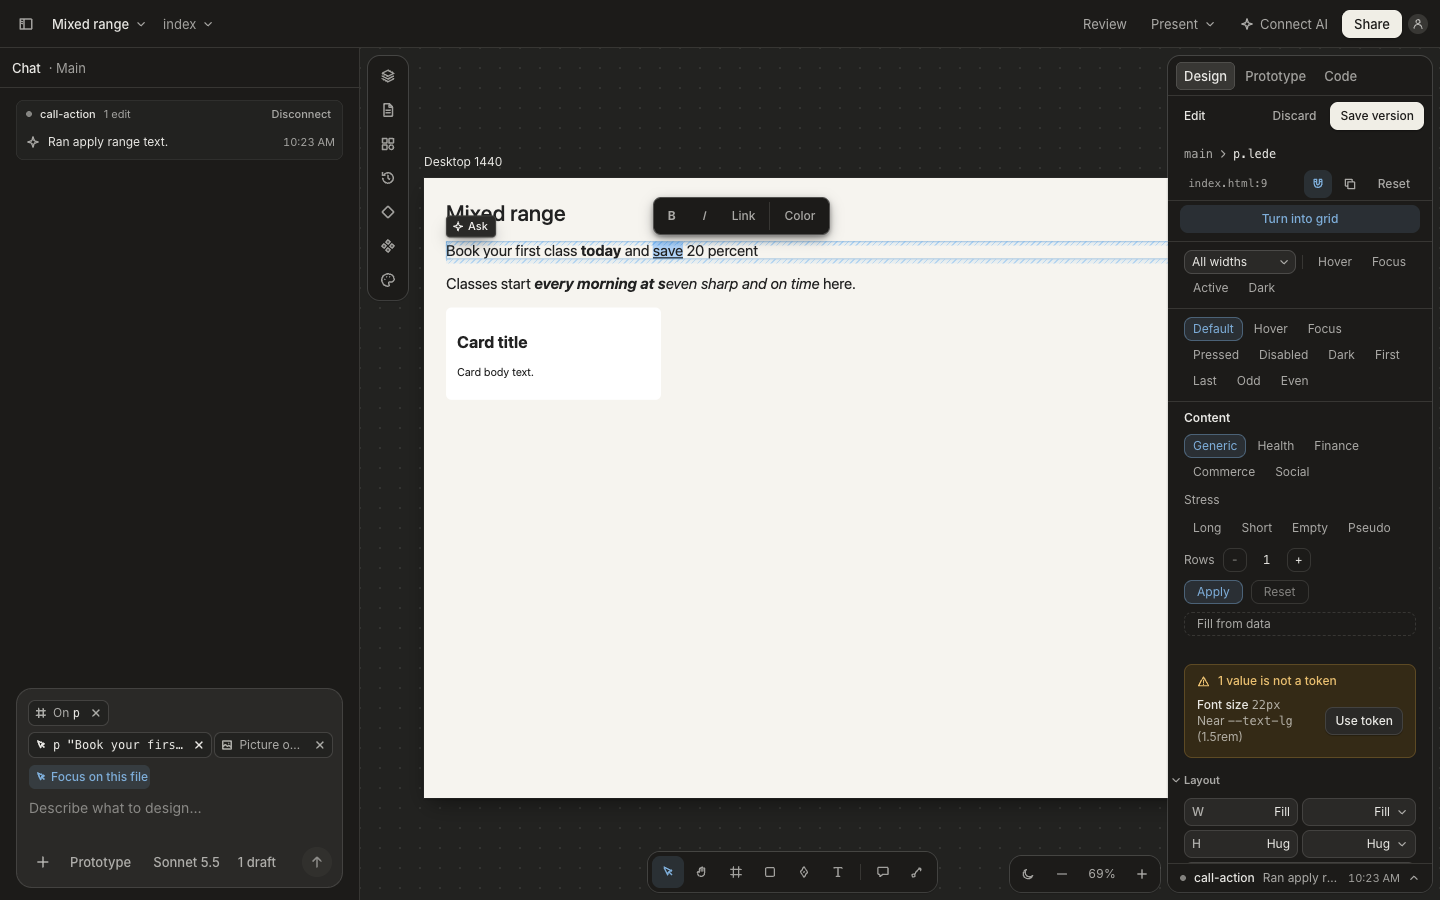 Mixed range
index
Review
Present
Connect AI
Share
Chat · Main
call-action 1 edit
Disconnect
Ran apply range text.
10:23 AM
On p
p "Book your firs…
Picture o…
Focus on this file
Describe what to design...
Prototype
Sonnet 5.5
1 draft
Desktop 1440
Mixed range
Ask
B
I
Link
Color
Book your first class today and save 20 percent
Classes start every morning at seven sharp and on time here.
Card title
Card body text.
69%
Design
Prototype
Code
Edit
Discard
Save version
main > p.lede
index.html:9
Reset
Turn into grid
All widths
Hover
Focus
Active
Dark
Default
Hover
Focus
Pressed
Disabled
Dark
First
Last
Odd
Even
Content
Generic
Health
Finance
Commerce
Social
Stress
Long
Short
Empty
Pseudo
Rows
-
1
+
Apply
Reset
Fill from data
1 value is not a token
Font size 22px
Near --text-lg
(1.5rem)
Use token
Layout
W
Fill
Fill
H
Hug
Hug
call-action
Ran apply r…
10:23 AM